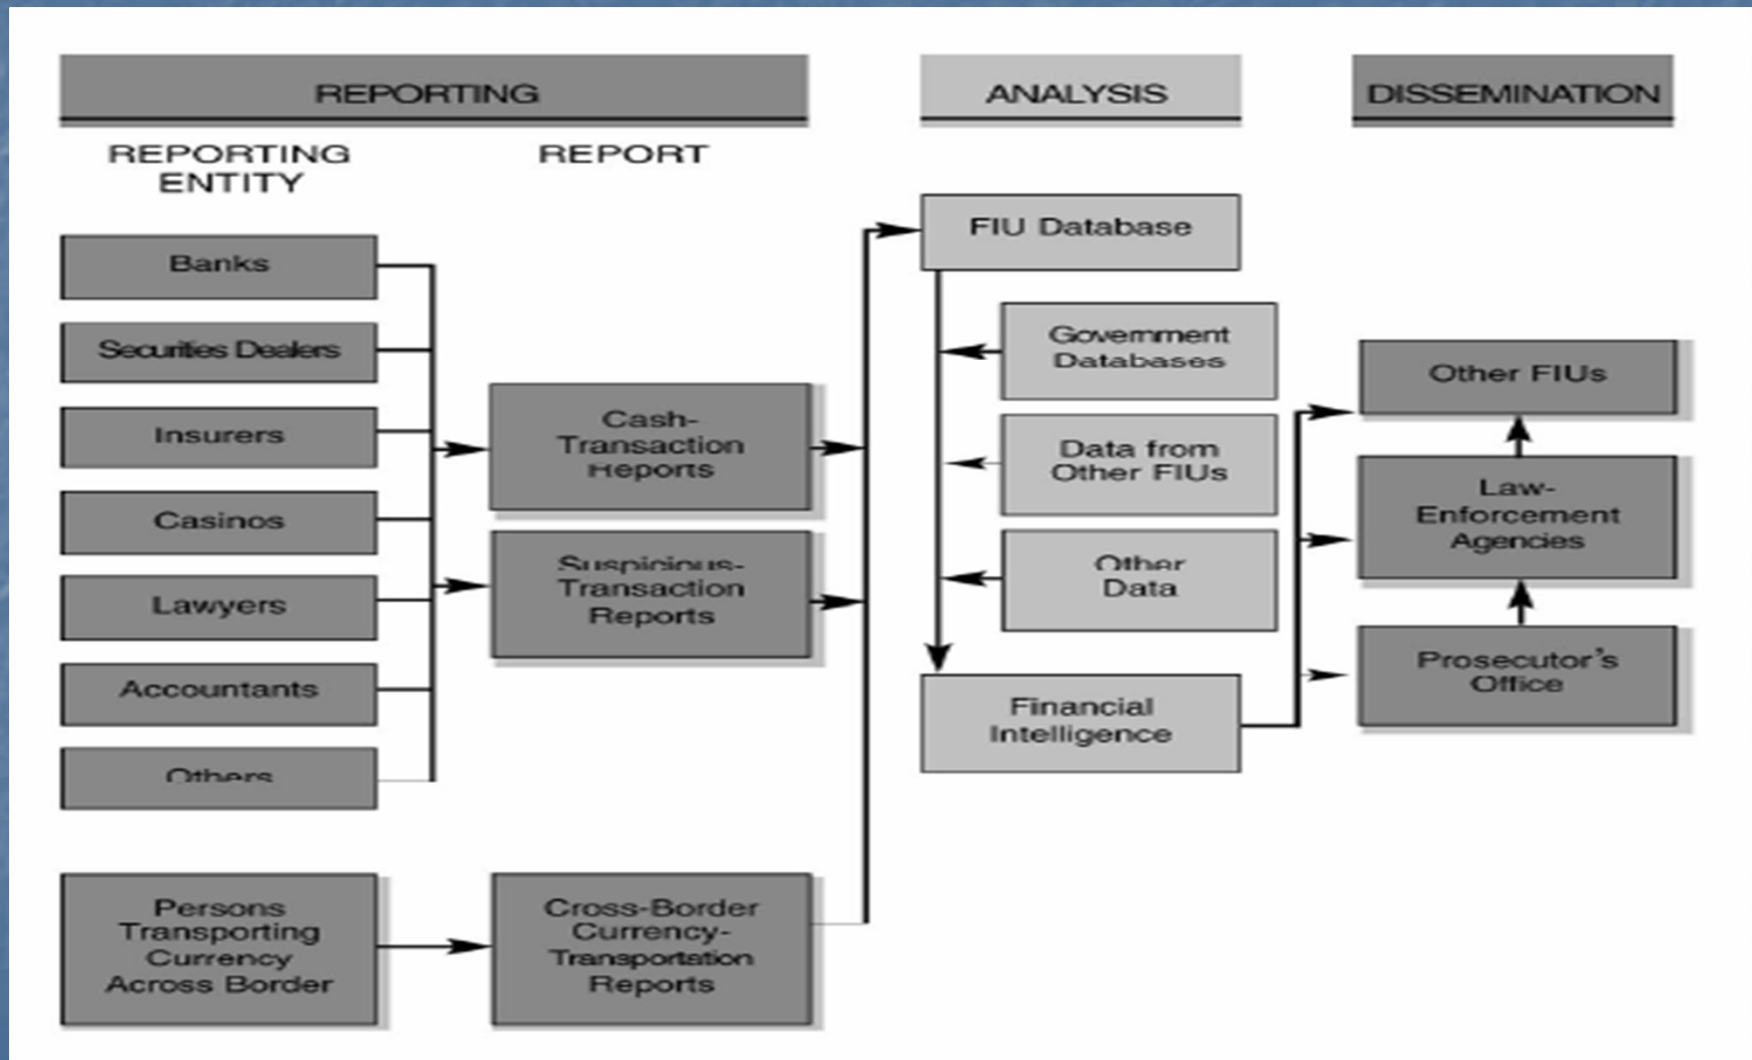 REPORTING
ANALYSIS
DISSEMINATION
REPORTING
ENTITY
REPORT
Banks
Securities Dealers
Insurers
Casinos
Lawyers
Accountants
Others
Persons
Transporting
Currency
Across Border
Cash-
Transaction
Reports
Suspicious-
Transaction
Reports
Cross-Border
Currency-
Transportation
Reports
FIU Database
Government
Databases
Data from
Other FIUs
Other
Data
Financial
Intelligence
Other FIUs
Law-
Enforcement
Agencies
Prosecutor's
Office